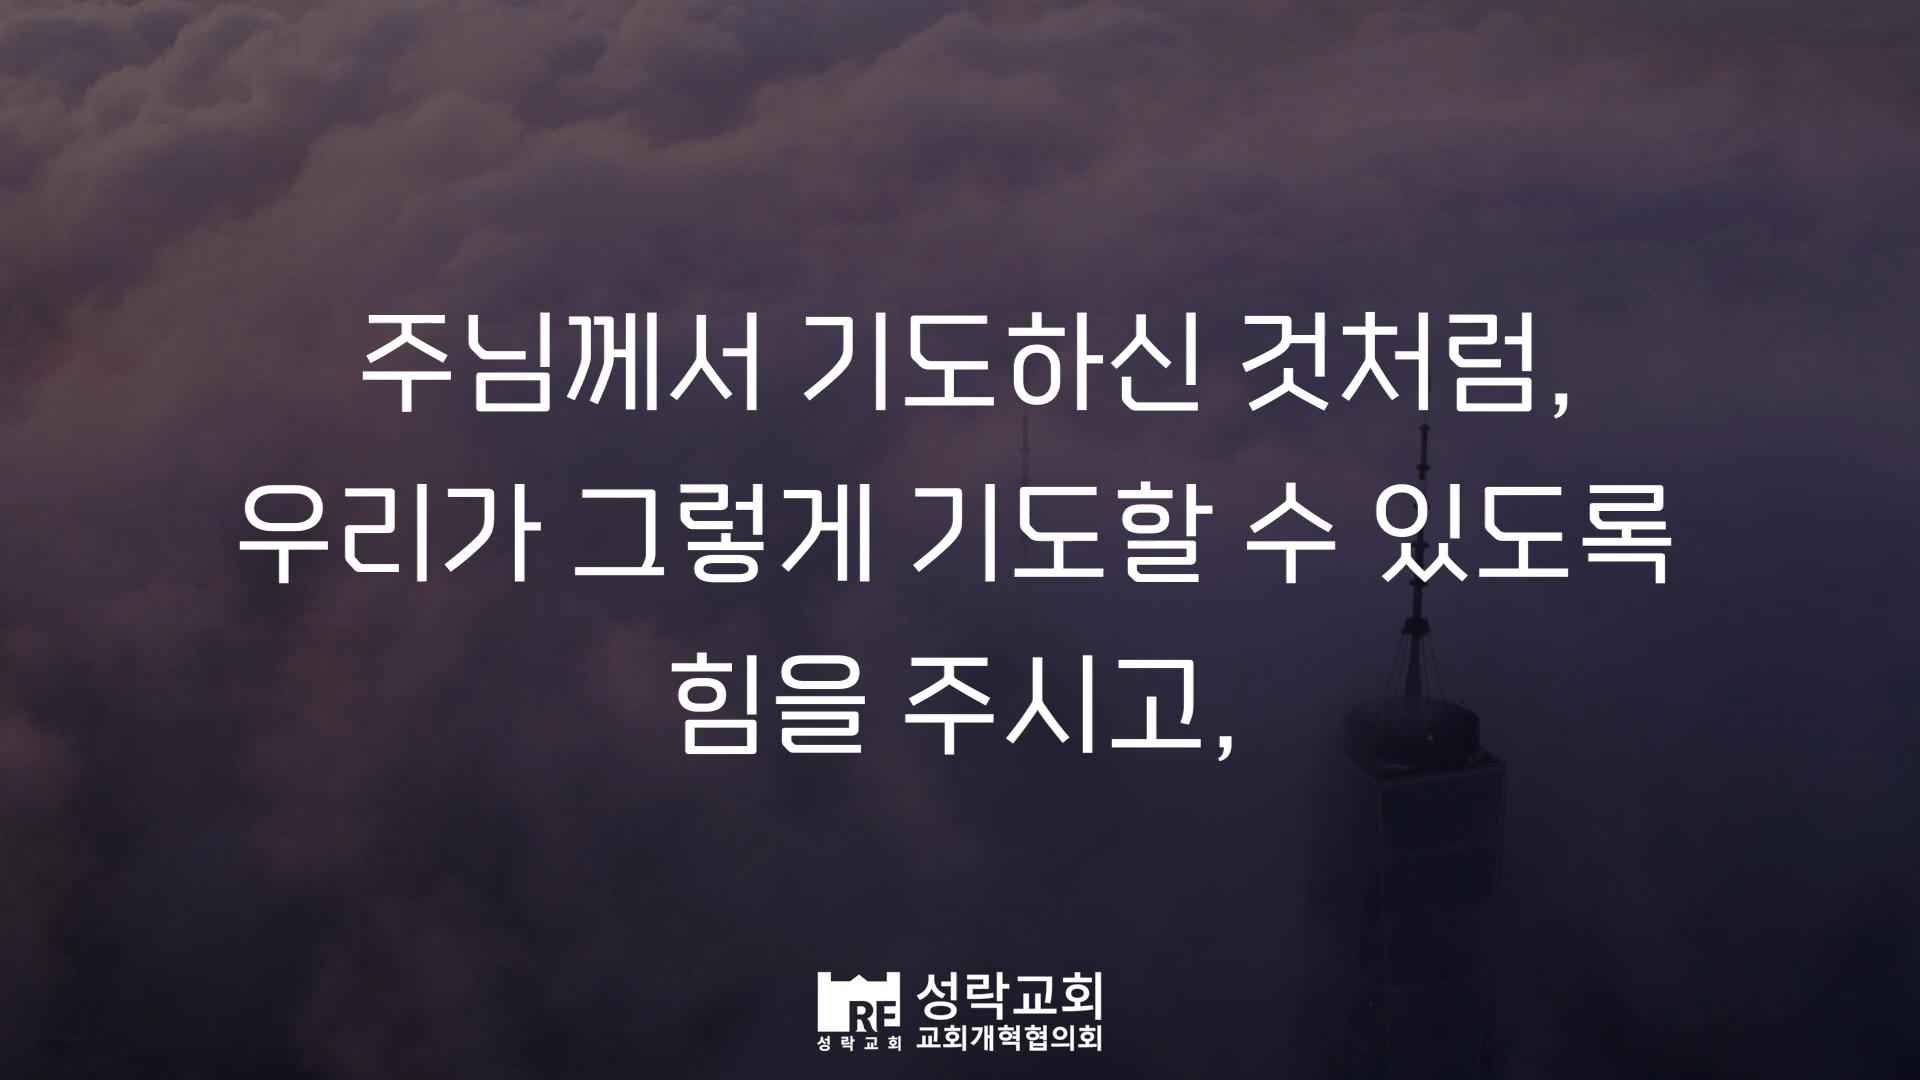 주님께서 기도하신 것처럼,
우리가 그렇게 기도할 수 있도록
힘을 주시고,
RE
성락교회
성락교회
교회개혁협의회